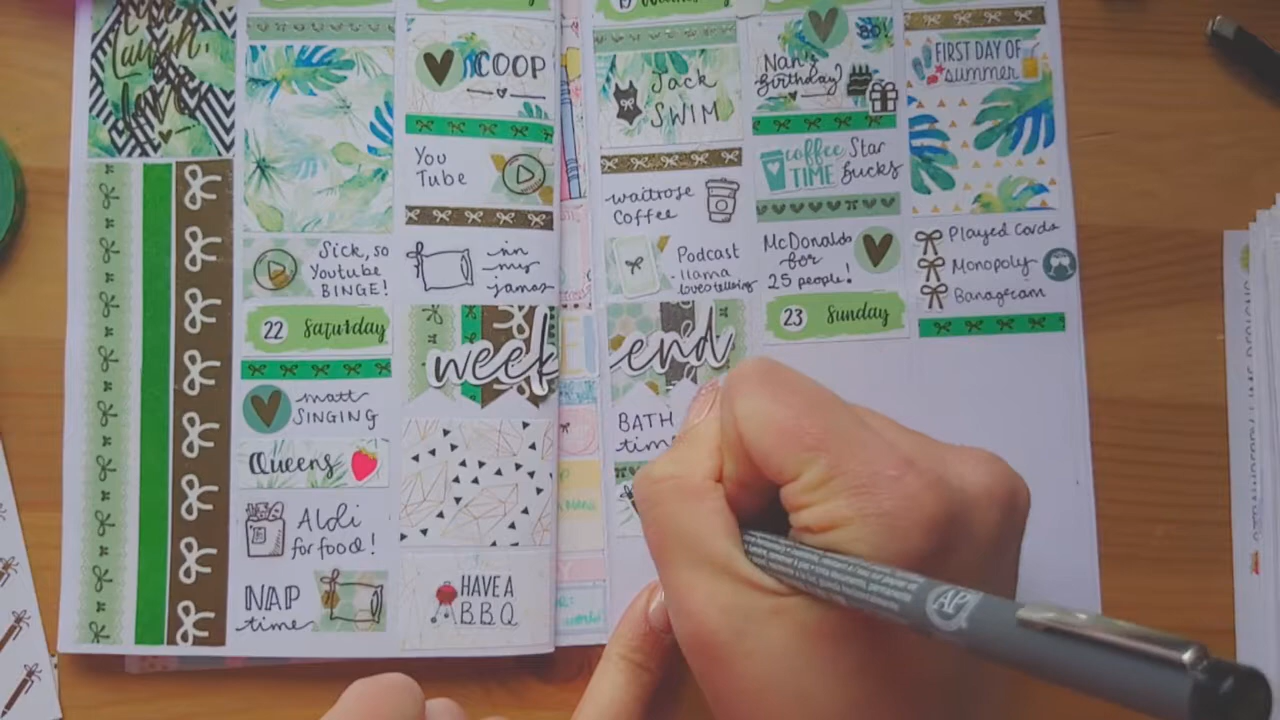 Laugh,
love
Sick, so
Youtube
BINGE!
22 Saturday
matt
SINGING
Queens
Aldi
for food!
NAP
time
COOP
You
Tube
in
my
james
week
HAVE A
BBQ
Jack
SWIM
waitrose
Coffee
Podcast
-llama
end
BATH
time
80!
Nan's
Birthday
coffee
TIME
Star
Bucks
McDonalds
for
25 people!
23 Sunday
FIRST DAY OF
summer
Played Cards
Monopoly
Banagram